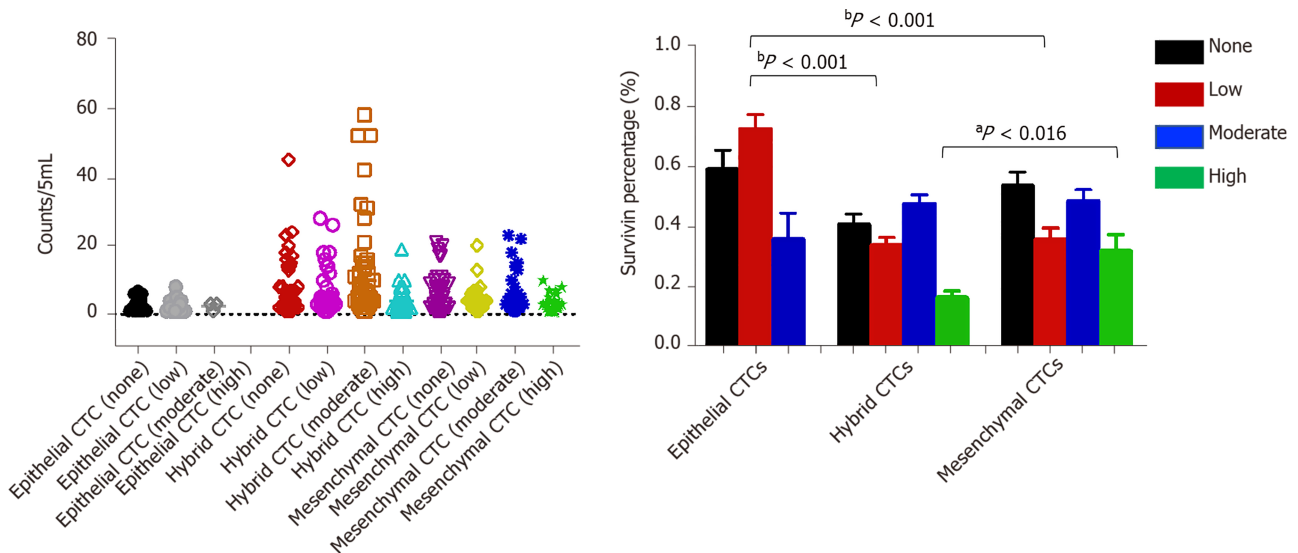 80
60
40
20
0
Counts/5mL
Epithelial CTC (none)
Epithelial CTC (low)
Epithelial CTC (moderate)
Epithelial CTC (high)
Hybrid CTC (none)
Hybrid CTC (low)
Hybrid CTC (moderate)
Hybrid CTC (high)
Mesenchymal CTC (none)
Mesenchymal CTC (low)
Mesenchymal CTC (moderate)
Mesenchymal CTC (high)
bP < 0.001
bP < 0.001
aP < 0.016
1.0
0.8
0.6
0.4
0.2
0.0
Survivin percentage (%)
Epithelial CTCs
Hybrid CTCs
Mesenchymal CTCs
None
Low
Moderate
High